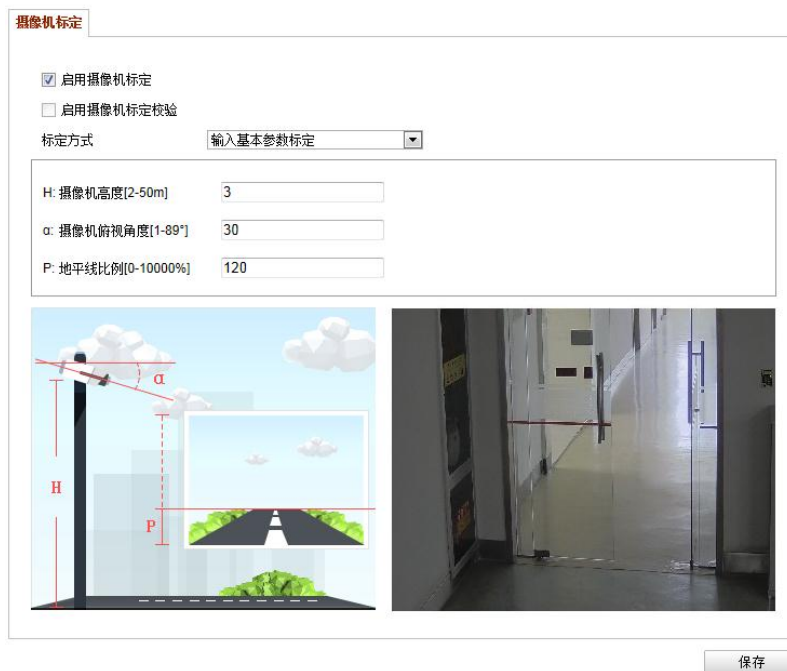 摄像机标定
启用摄像机标定
启用摄像机标定校验
标定方式 输入基本参数标定
H: 摄像机高度[2-50m] 3
α: 摄像机俯视角度[1-89°] 30
P: 地平线比例[0-10000%] 120
α
H
P
保存